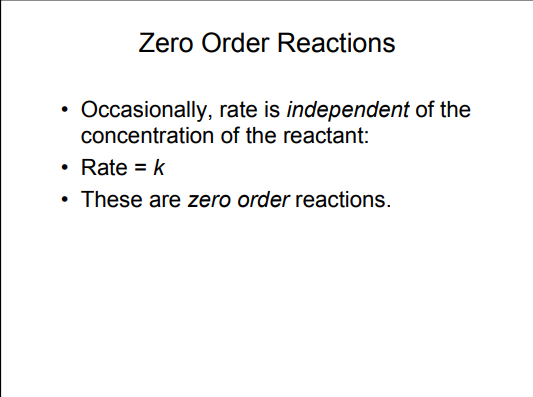 Zero Order Reactions
• Occasionally, rate is independent of the
concentration of the reactant:
• Rate = k
• These are zero order reactions.